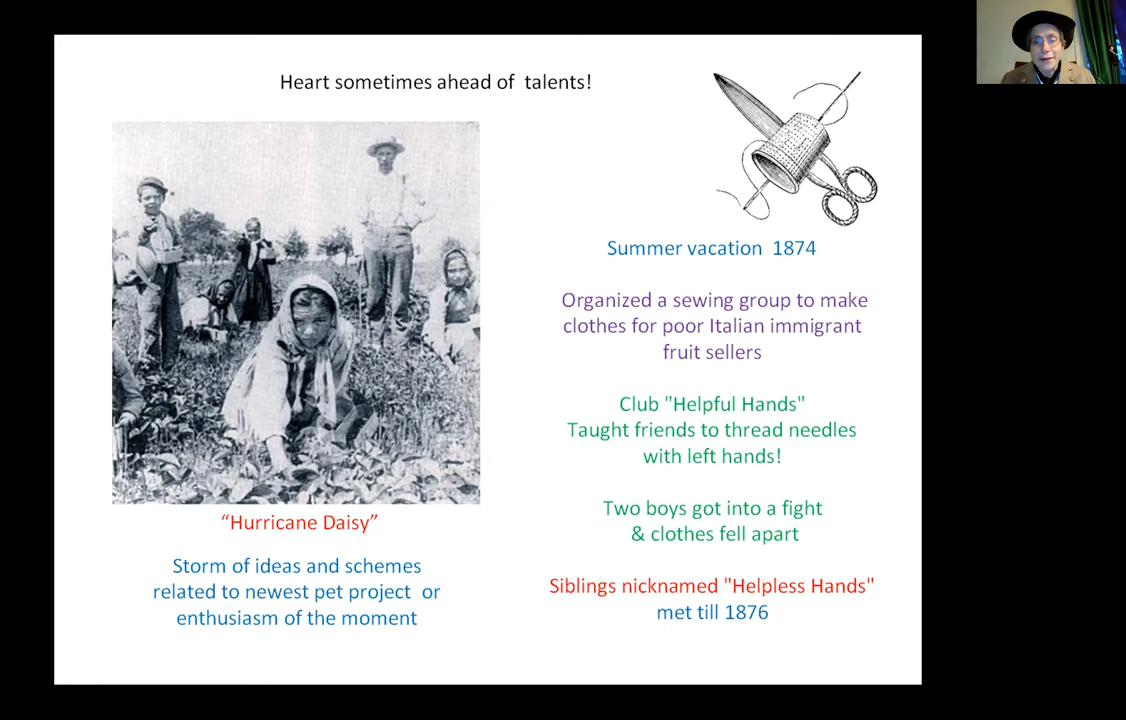 Heart sometimes ahead of talents!
"Hurricane Daisy"
Storm of ideas and schemes
related to newest pet project or
enthusiasm of the moment
Summer vacation 1874
Organized a sewing group to make
clothes for poor Italian immigrant
fruit sellers
Club "Helpful Hands"
Taught friends to thread needles
with left hands!
Two boys got into a fight
& clothes fell apart
Siblings nicknamed "Helpless Hands"
met till 1876